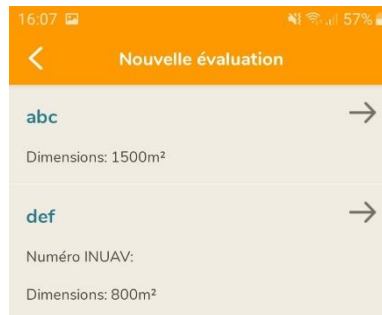 16:07 57%
Nouvelle évaluation
abc
Dimensions: 1500m²
def
Numéro INUAV:
Dimensions: 800m²